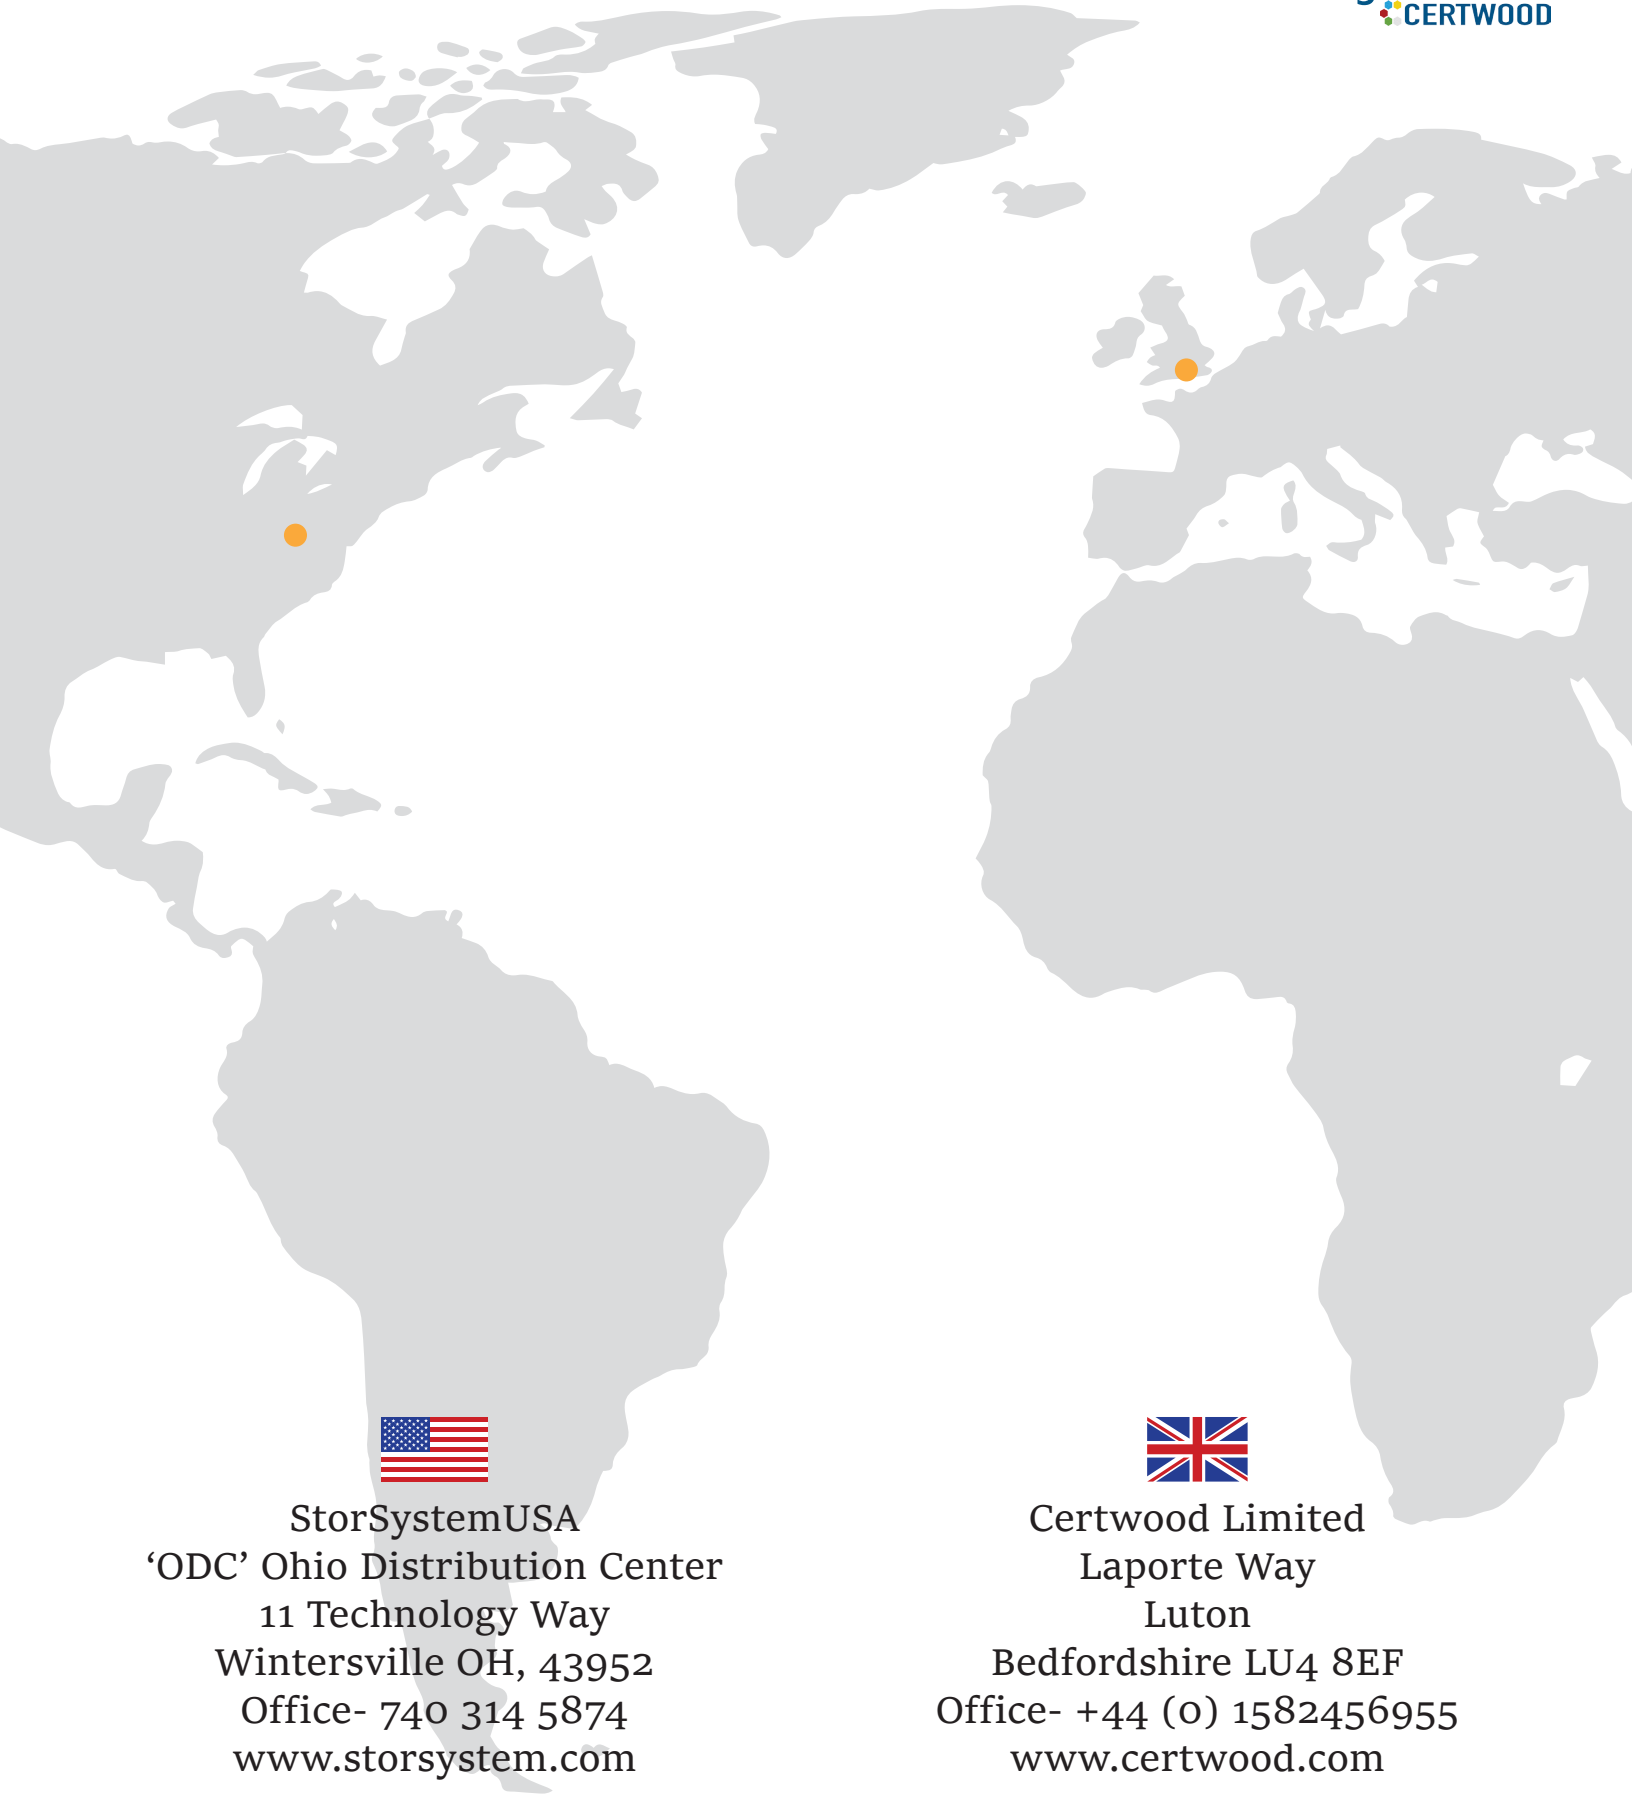 CERTWOOD
StorSystemUSA
‘ODC’ Ohio Distribution Center
11 Technology Way
Wintersville OH, 43952
Office- 740 314 5874
www.storsystem.com
Certwood Limited
Laporte Way
Luton
Bedfordshire LU4 8EF
Office- +44 (0) 1582456955
www.certwood.com